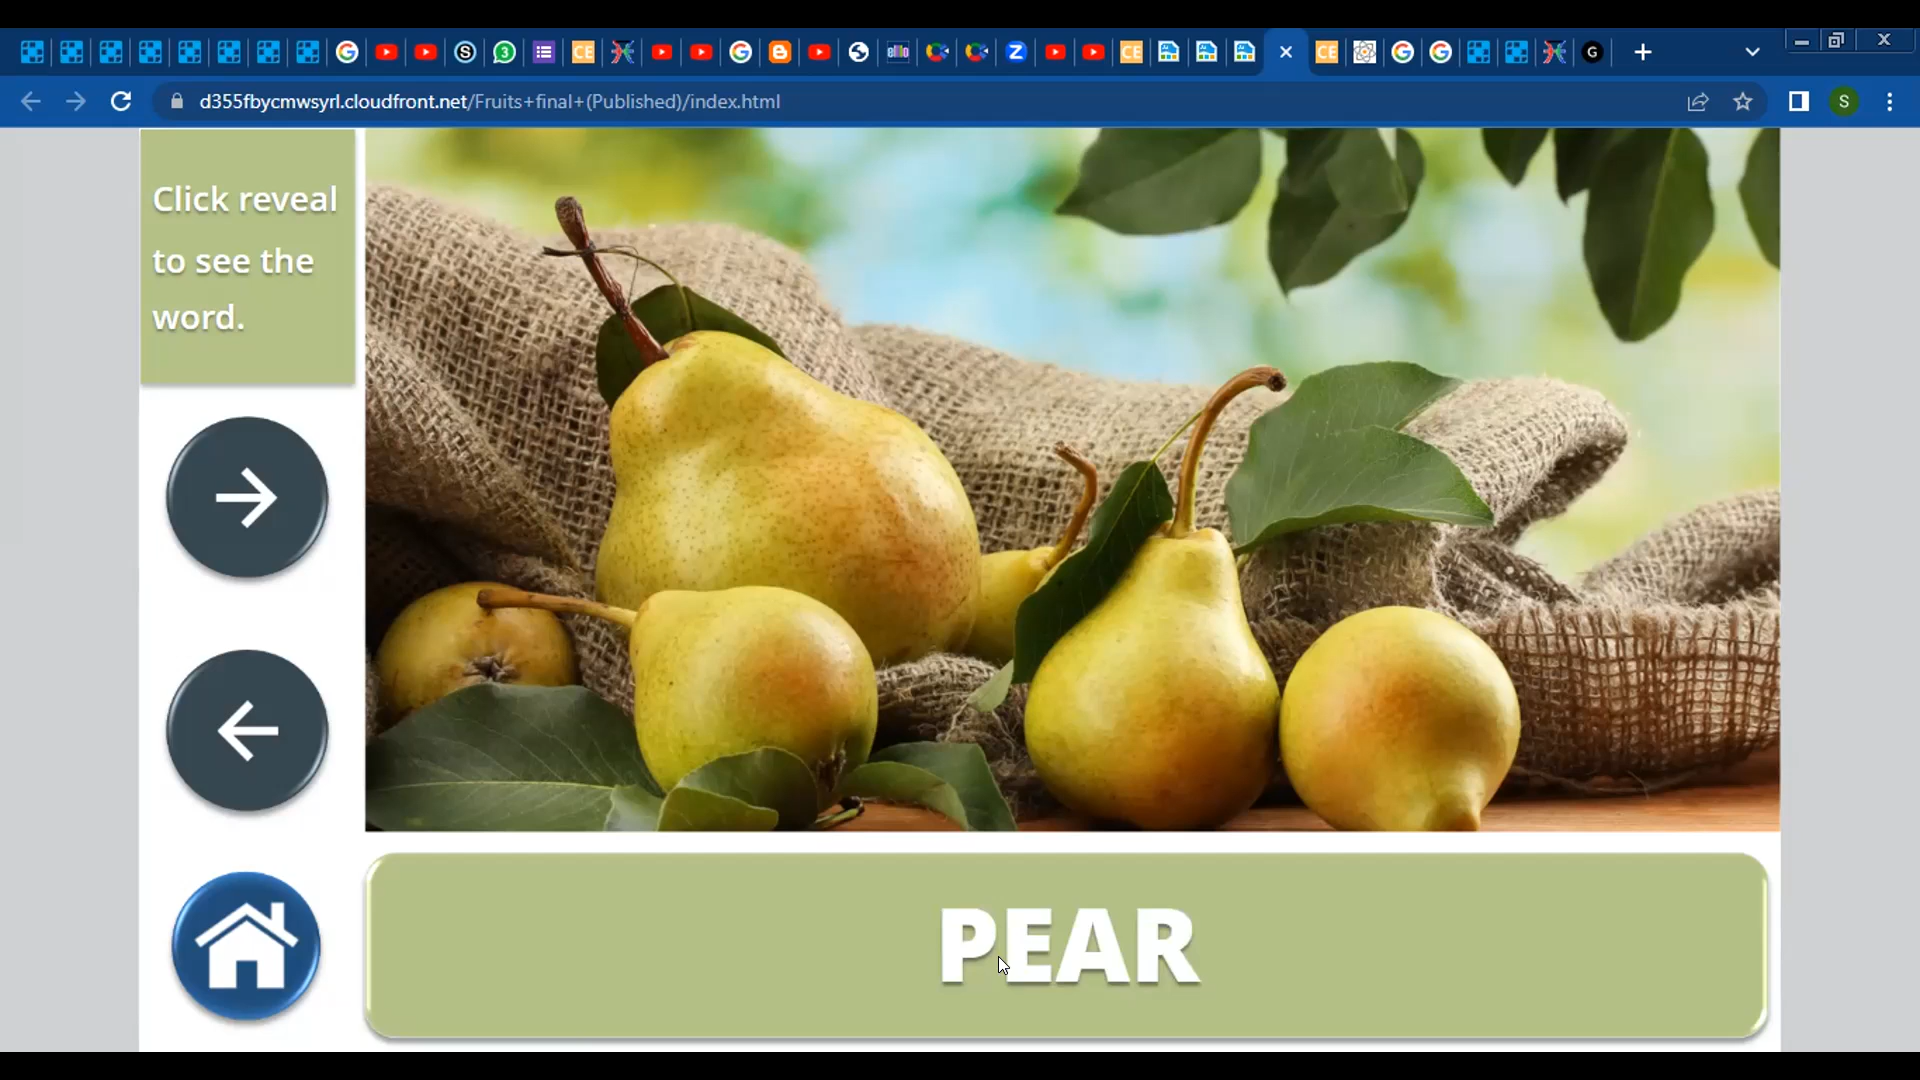 d355fbycmwsyrl.cloudfront.net/Fruits+final+(Published)/index.html
S
Click reveal
to see the
word.
PEAR